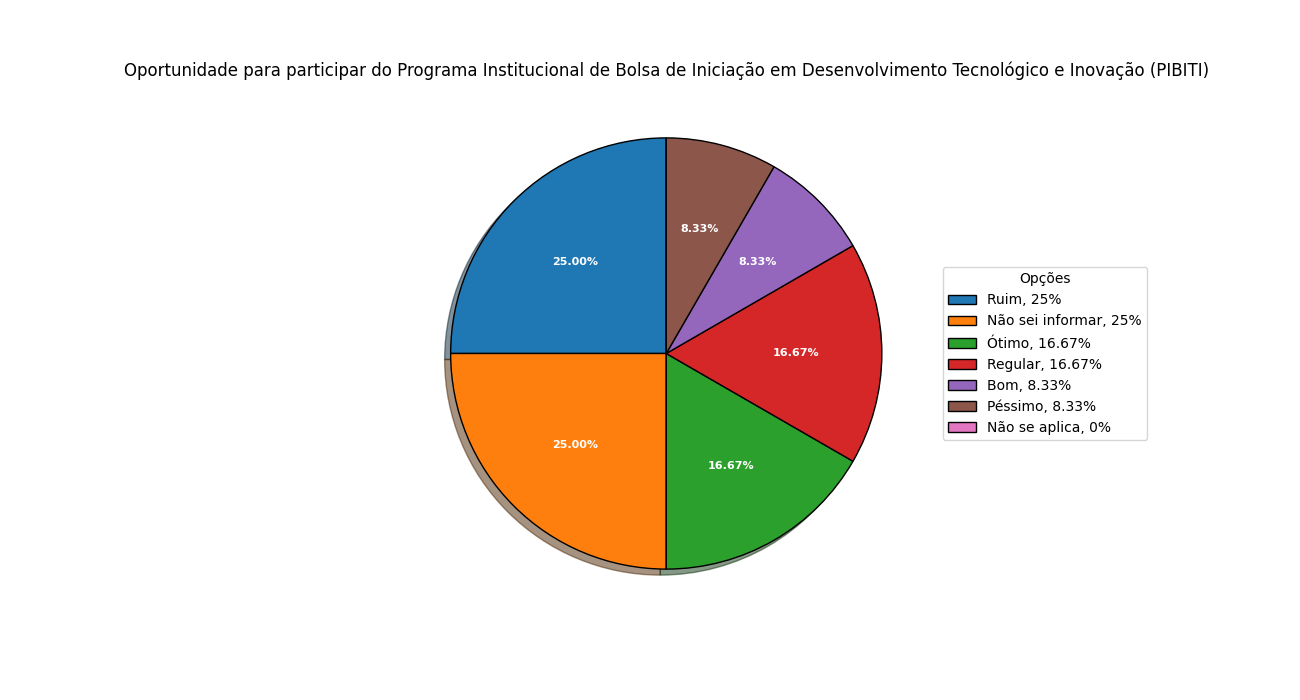 Oportunidade para participar do Programa Institucional de Bolsa de Iniciação em Desenvolvimento Tecnológico e Inovação (PIBITI)
8.33%
8.33%
25.00%
16.67%
25.00%
16.67%
Opções
Ruim, 25%
Não sei informar, 25%
Ótimo, 16.67%
Regular, 16.67%
Bom, 8.33%
Péssimo, 8.33%
Não se aplica, 0%